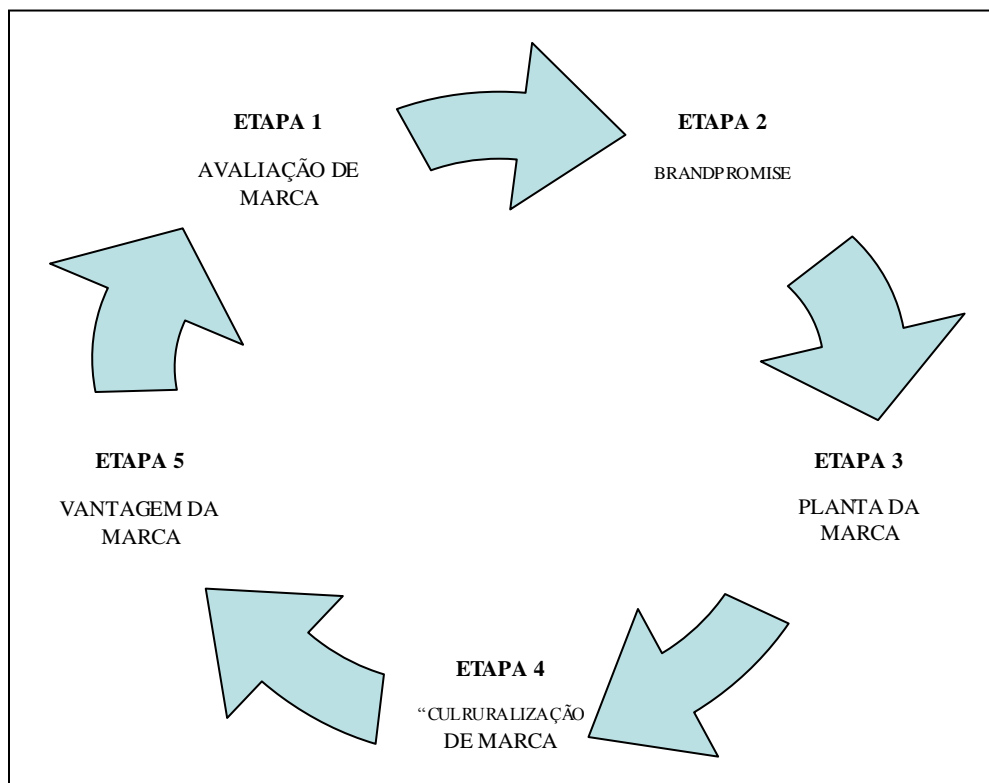 ETAPA 1
AVALIAÇÃO DE
MARCA
ETAPA 2
BRANDPROMISE
ETAPA 3
PLANTA DA
MARCA
ETAPA 4
“CULRURALIZAÇÃO
DE MARCA
ETAPA 5
VANTAGEM DA
MARCA